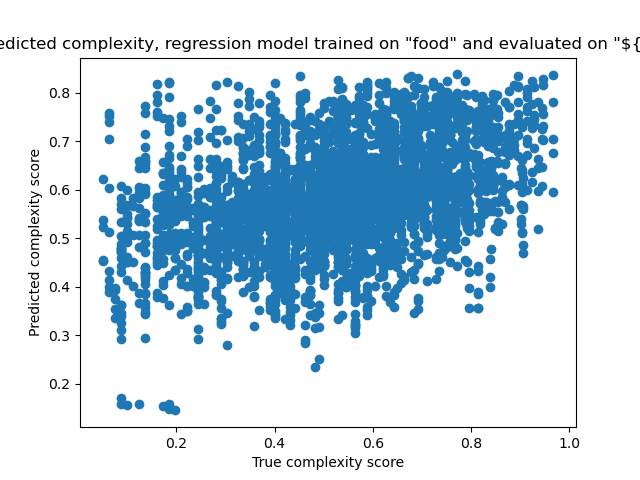 edicted complexity, regression model trained on "food" and evaluated on "${
0.8
0.7
0.6
0.5
0.4
0.3
0.2
Predicted complexity score
0.2 0.4 0.6 0.8 1.0
True complexity score